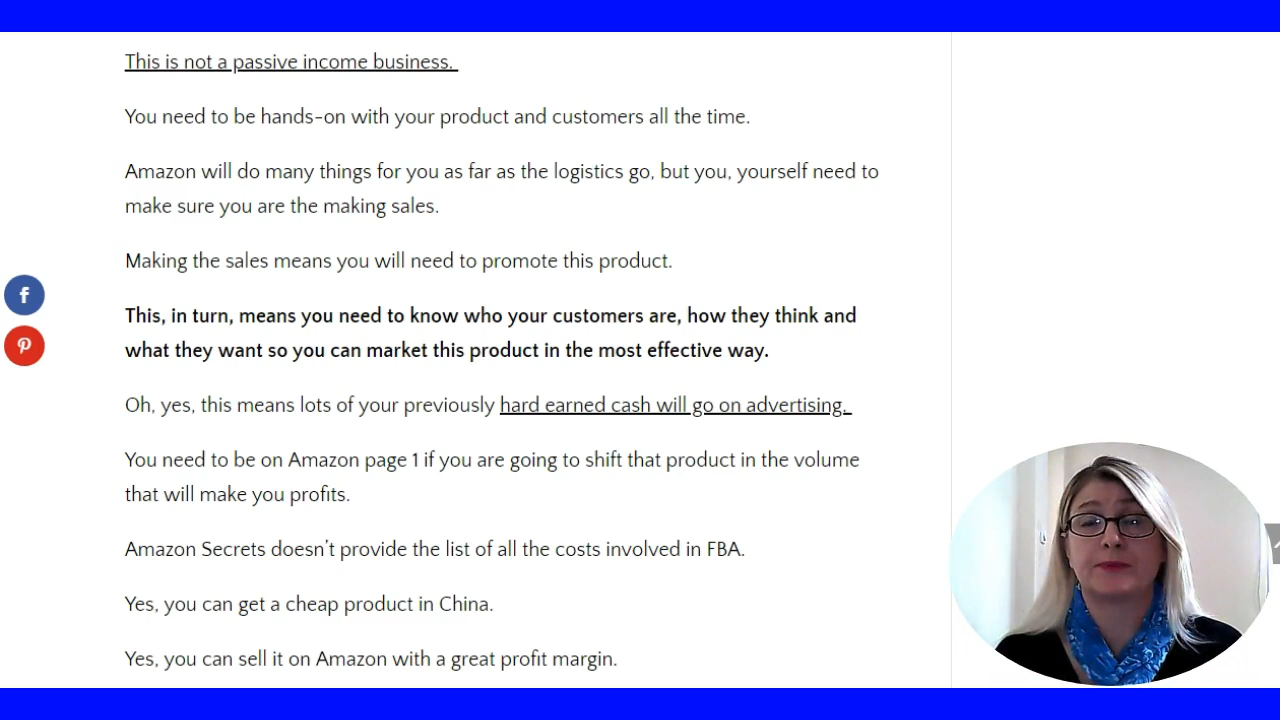 This is not a passive income business.
You need to be hands-on with your product and customers all the time.
Amazon will do many things for you as far as the logistics go, but you, yourself need to
make sure you are the making sales.
Making the sales means you will need to promote this product.
This, in turn, means you need to know who your customers are, how they think and
what they want so you can market this product in the most effective way.
Oh, yes, this means lots of your previously hard earned cash will go on advertising.
You need to be on Amazon page 1 if you are going to shift that product in the volume
that will make you profits.
Amazon Secrets doesn't provide the list of all the costs involved in FBA.
Yes, you can get a cheap product in China.
Yes, you can sell it on Amazon with a great profit margin.